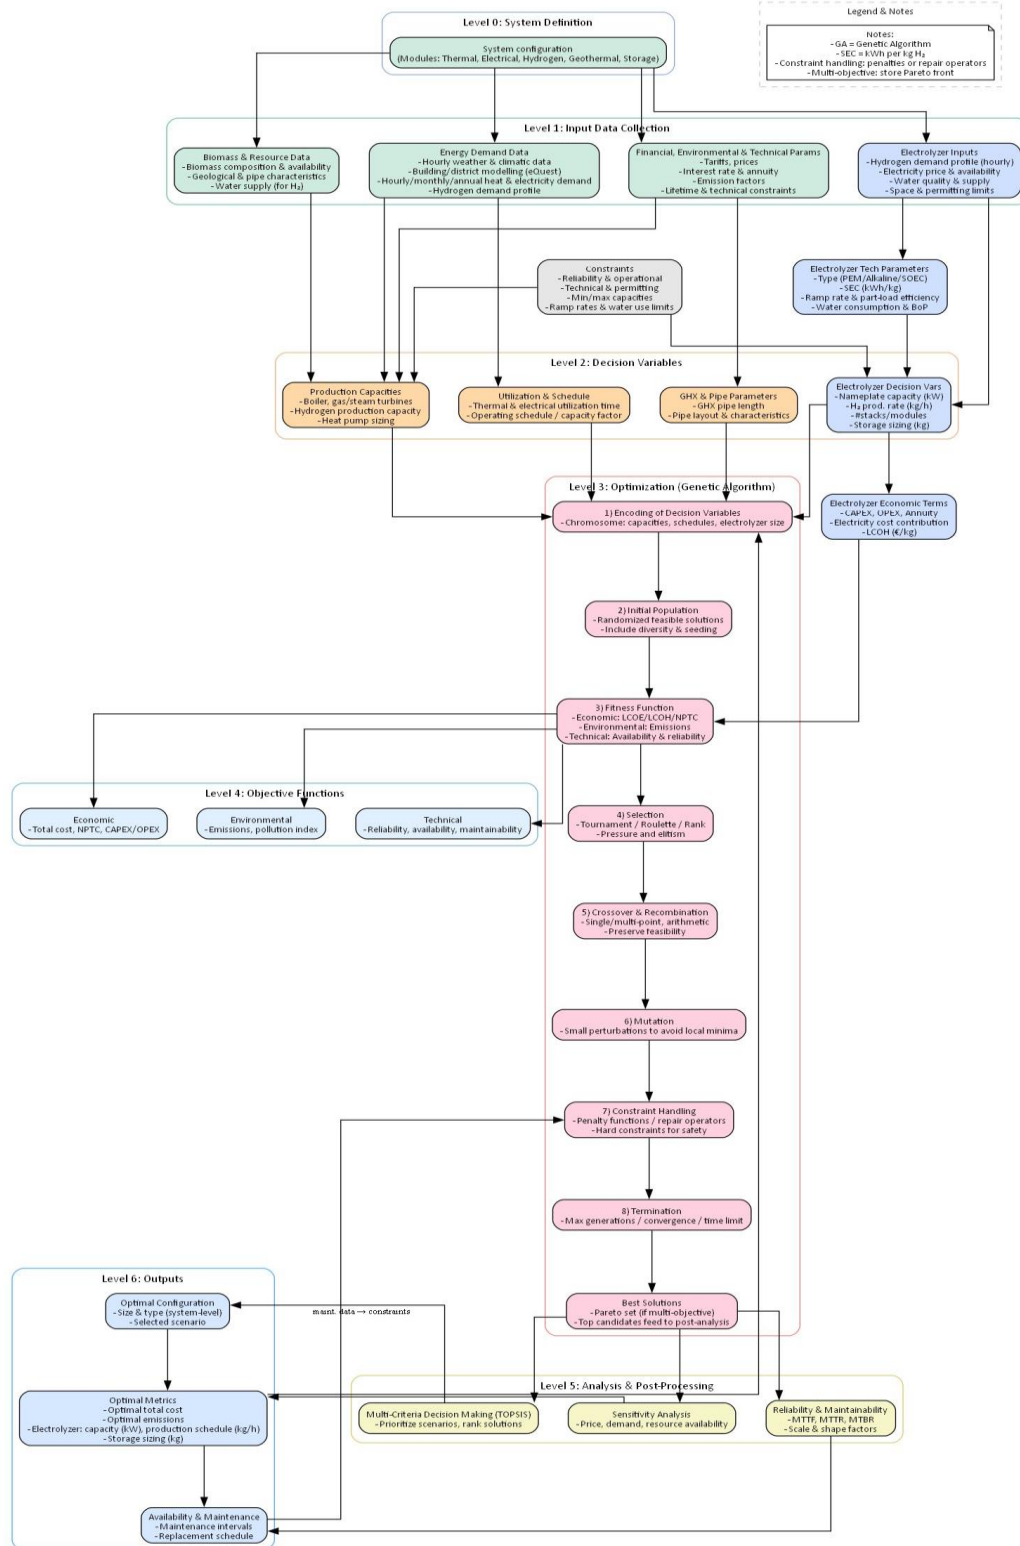 Level 0: System Definition
System configuration
(Modules: Thermal, Electrical, Hydrogen, Geothermal, Storage)
Legend & Notes
Notes:
-GA = Genetic Algorithm
-SEC = kWh per kg H₂
-Constraint handling: penalties or repair operators
-Multi-objective: store Pareto front
Level 1: Input Data Collection
Biomass & Resource Data
-Biomass composition & availability
-Geological & pipe characteristics
-Water supply (for H₂)
Energy Demand Data
-Hourly weather & climatic data
-Building/district modelling (eQuest)
-Hourly/monthly/annual heat & electricity demand
-Hydrogen demand profile
Financial, Environmental & Technical Params
-Tariffs, prices
-Interest rate & annuity
-Emission factors
-Lifetime & technical constraints
Electrolyzer Inputs
-Hydrogen demand profile (hourly)
-Electricity price & availability
-Water quality & supply
-Space & permitting limits
Constraints
-Reliability & operational
-Technical & permitting
-Min/max capacities
-Ramp rates & water use limits
Electrolyzer Tech Parameters
-Type (PEM/Alkaline/SOEC)
-SEC (kWh/kg)
-Ramp rate & part-load efficiency
-Water consumption & BoP
Level 2: Decision Variables
Production Capacities
-Boiler, gas/steam turbines
-Hydrogen production capacity
-Heat pump sizing
Utilization & Schedule
-Thermal & electrical utilization time
-Operating schedule / capacity factor
GHX & Pipe Parameters
-GHX pipe length
-Pipe layout & characteristics
Electrolyzer Decision Vars
-Nameplate capacity (kW)
-H₂ prod. rate (kg/h)
-#stacks/modules
-Storage sizing (kg)
Level 3: Optimization (Genetic Algorithm)
1) Encoding of Decision Variables
-Chromosome: capacities, schedules, electrolyzer size
Electrolyzer Economic Terms
-CAPEX, OPEX, Annuity
-Electricity cost contribution
-LCOH (€/kg)
2) Initial Population
-Randomized feasible solutions
-Include diversity & seeding
3) Fitness Function
-Economic: LCOE/LCOH/NPTC
-Environmental: Emissions
-Technical: Availability & reliability
Level 4: Objective Functions
Economic
-Total cost, NPTC, CAPEX/OPEX
Environmental
-Emissions, pollution index
Technical
-Reliability, availability, maintainability
4) Selection
-Tournament / Roulette / Rank
-Pressure and elitism
5) Crossover & Recombination
-Single/multi-point, arithmetic
-Preserve feasibility
6) Mutation
-Small perturbations to avoid local minima
7) Constraint Handling
-Penalty functions / repair operators
-Hard constraints for safety
8) Termination
-Max generations / convergence / time limit
Best Solutions
-Pareto set (if multi-objective)
-Top candidates feed to post-analysis
Level 6: Outputs
Optimal Configuration
-Size & type (system-level)
-Selected scenario
maint. data → constraints
Optimal Metrics
-Optimal total cost
-Optimal emissions
-Electrolyzer: capacity (kW), production schedule (kg/h)
-Storage sizing (kg)
Availability & Maintenance
-Maintenance intervals
-Replacement schedule
Level 5: Analysis & Post-Processing
Multi-Criteria Decision Making (TOPSIS)
-Prioritize scenarios, rank solutions
Sensitivity Analysis
-Price, demand, resource availability
Reliability & Maintainability
-MTTF, MTTR, MTBR
-Scale & shape factors